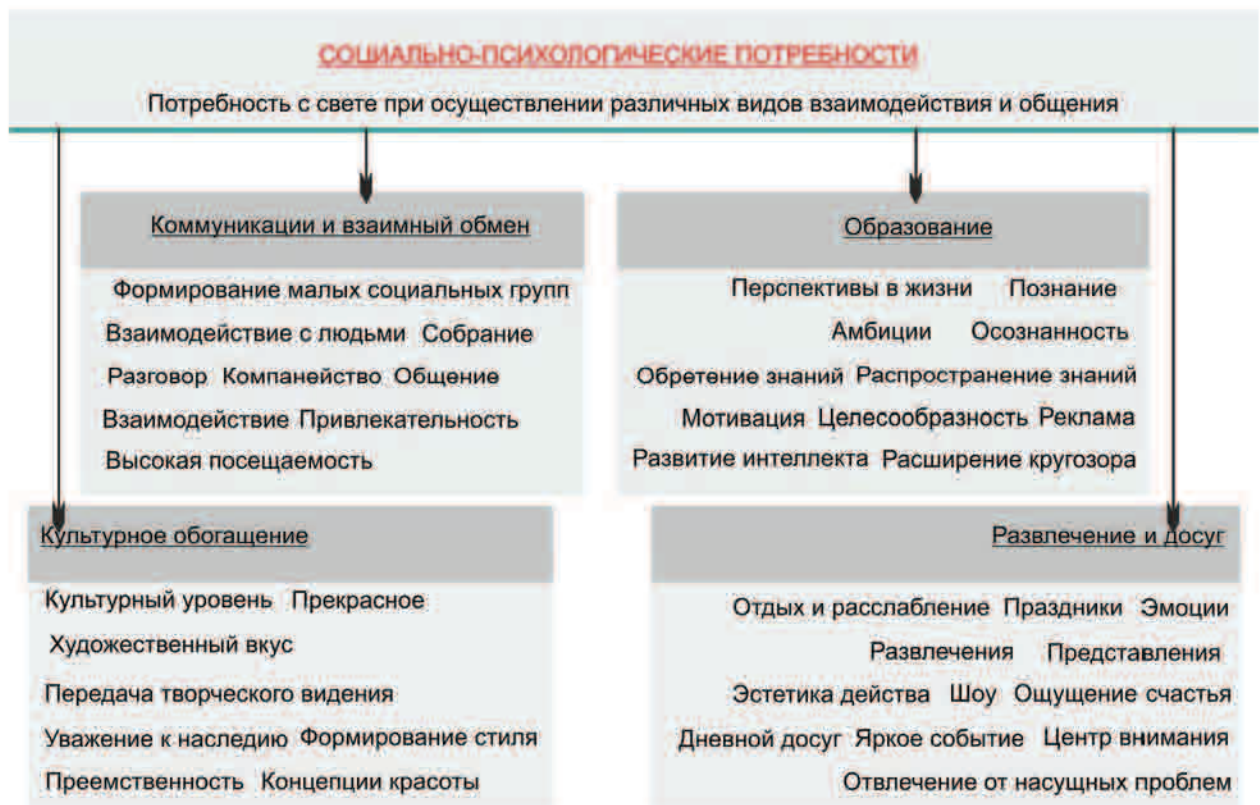 СОЦИАЛЬНО-ПСИХОЛОГИЧЕСКИЕ ПОТРЕБНОСТИ
Потребность с свете при осуществлении различных видов взаимодействия и общения
Коммуникации и взаимный обмен
Формирование малых социальных групп
Взаимодействие с людьми Собрание
Разговор Компанейство Общение
Взаимодействие Привлекательность
Высокая посещаемость
Образование
Перспективы в жизни Познание
Амбиции Осознанность
Обретение знаний Распространение знаний
Мотивация Целесообразность Реклама
Развитие интеллекта Расширение кругозора
Культурное обогащение
Культурный уровень Прекрасное
Художественный вкус
Передача творческого видения
Уважение к наследию Формирование стиля
Преемственность Концепции красоты
Развлечение и досуг
Отдых и расслабление Праздники Эмоции
Развлечения Представления
Эстетика действа Шоу Ощущение счастья
Дневной досуг Яркое событие Центр внимания
Отвлечение от насущных проблем